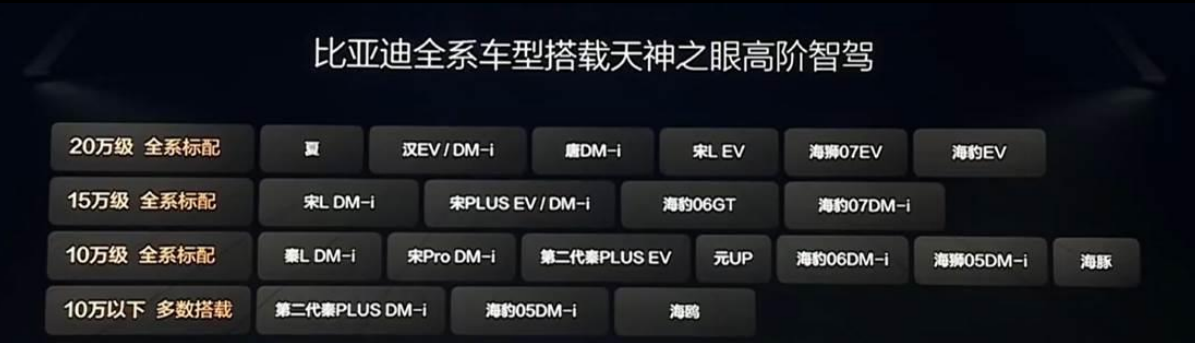 比亚迪全系车型搭载天神之眼高阶智驾
20万级 全系标配 夏 汉EV / DM-i 唐DM-i 宋L EV 海狮07EV 海豹EV
15万级 全系标配 宋L DM-i 宋PLUS EV / DM-i 海豹06GT 海豹07DM-i
10万级 全系标配 秦L DM-i 宋Pro DM-i 第二代秦PLUS EV 元UP 海豹06DM-i 海狮05DM-i 海豚
10万以下 多数搭载 第二代秦PLUS DM-i 海豹05DM-i 海鸥